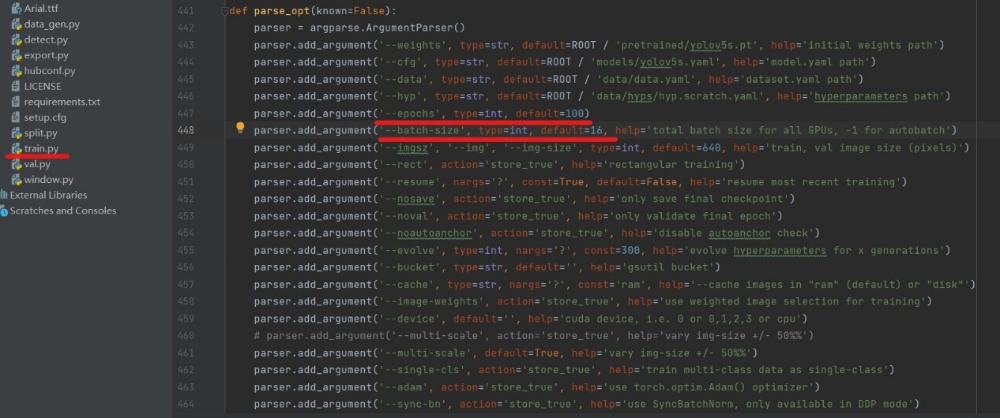 Arial.ttf
data_gen.py
detect.py
export.py
hubconf.py
LICENSE
requirements.txt
setup.cfg
split.py
train.py
val.py
window.py
External Libraries
Scratches and Consoles
441 def parse_opt(known=False):
442 parser = argparse.ArgumentParser()
443 parser.add_argument('--weights', type=str, default=ROOT / 'pretrained/yolov5s.pt', help='initial weights path')
444 parser.add_argument('--cfg', type=str, default=ROOT / 'models/yolov5s.yaml', help='model.yaml path')
445 parser.add_argument('--data', type=str, default=ROOT / 'data/data.yaml', help='dataset.yaml path')
446 parser.add_argument('--hyp', type=str, default=ROOT / 'data/hyps/hyp.scratch.yaml', help='hyperparameters path')
447 parser.add_argument('--epochs', type=int, default=100)
448 parser.add_argument('--batch-size', type=int, default=16, help='total batch size for all GPUs, -1 for autobatch')
449 parser.add_argument('--imgsz', '--img', '--img-size', type=int, default=640, help='train, val image size (pixels)')
450 parser.add_argument('--rect', action='store_true', help='rectangular training')
451 parser.add_argument('--resume', nargs='?', const=True, default=False, help='resume most recent training')
452 parser.add_argument('--nosave', action='store_true', help='only save final checkpoint')
453 parser.add_argument('--noval', action='store_true', help='only validate final epoch')
454 parser.add_argument('--noautoanchor', action='store_true', help='disable autoanchor check')
455 parser.add_argument('--evolve', type=int, nargs='?', const=300, help='evolve hyperparameters for x generations')
456 parser.add_argument('--bucket', type=str, default='', help='gsutil bucket')
457 parser.add_argument('--cache', type=str, nargs='?', const='ram', help='--cache images in "ram" (default) or "disk"')
458 parser.add_argument('--image-weights', action='store_true', help='use weighted image selection for training')
459 parser.add_argument('--device', default='', help='cuda device, i.e. 0 or 0,1,2,3 or cpu')
460 # parser.add_argument('--multi-scale', action='store_true', help='vary img-size +/- 50%%')
461 parser.add_argument('--multi-scale', default=True, help='vary img-size +/- 50%%')
462 parser.add_argument('--single-cls', action='store_true', help='train multi-class data as single-class')
463 parser.add_argument('--adam', action='store_true', help='use torch.optim.Adam() optimizer')
464 parser.add_argument('--sync-bn', action='store_true', help='use SyncBatchNorm, only available in DDP mode')